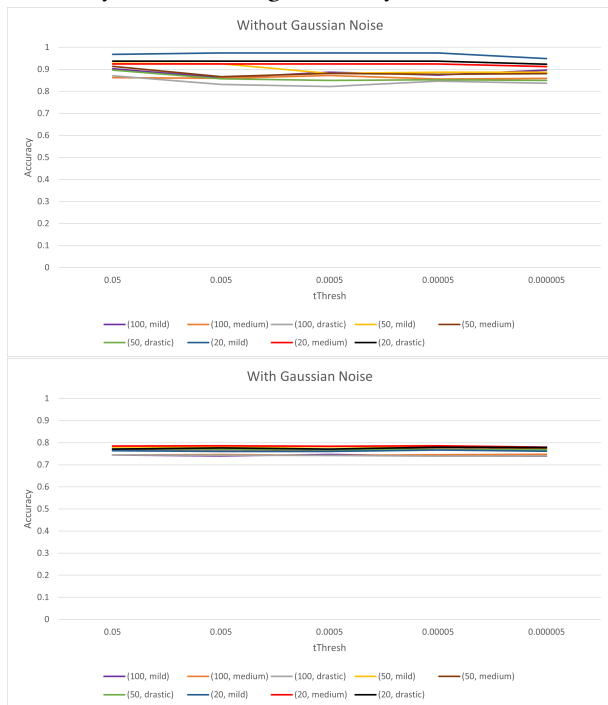 Without Gaussian Noise
1
0.9
0.8
0.7
0.6
0.5
0.4
0.3
0.2
0.1
0
Accuracy
0.05 0.005 0.0005 0.00005 0.000005
tThresh
(100, mild) (100, medium) (100, drastic) (50, mild) (50, medium)
(50, drastic) (20, mild) (20, medium) (20, drastic)
With Gaussian Noise
1
0.9
0.8
0.7
0.6
0.5
0.4
0.3
0.2
0.1
0
Accuracy
0.05 0.005 0.0005 0.00005 0.000005
tThresh
(100, mild) (100, medium) (100, drastic) (50, mild) (50, medium)
(50, drastic) (20, mild) (20, medium) (20, drastic)